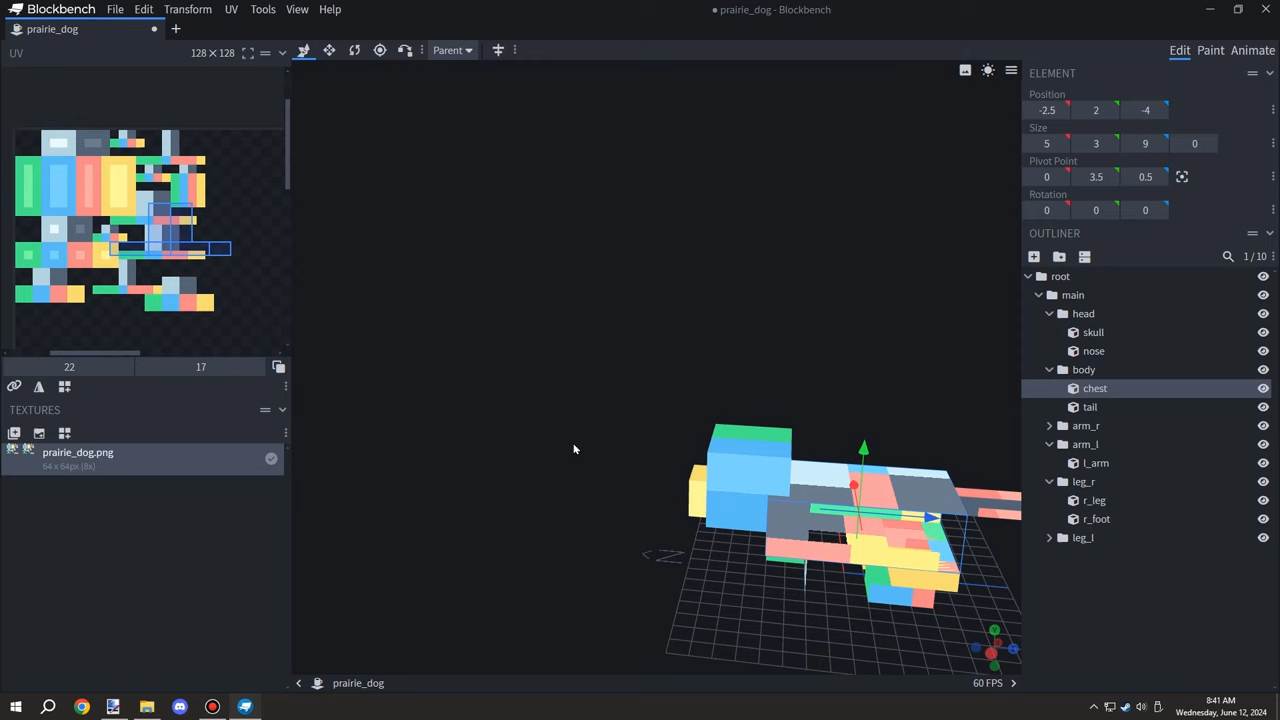 Blockbench File Edit Transform UV Tools View Help prairie_dog - Blockbench
prairie_dog
UV 128 × 128 Parent Edit Paint Animate
ELEMENT
Position
-2.5 2 -4
Size
5 3 9 0
Pivot Point
0 3.5 0.5
Rotation
0 0 0
OUTLINER
1 / 10
root
main
head
skull
nose
body
chest
tail
arm_r
arm_l
l_arm
leg_r
r_leg
r_foot
leg_l
22 17
TEXTURES
prairie_dog.png
64 x 64px (8x)
prairie_dog 60 FPS
8:41 AM
Wednesday, June 12, 2024